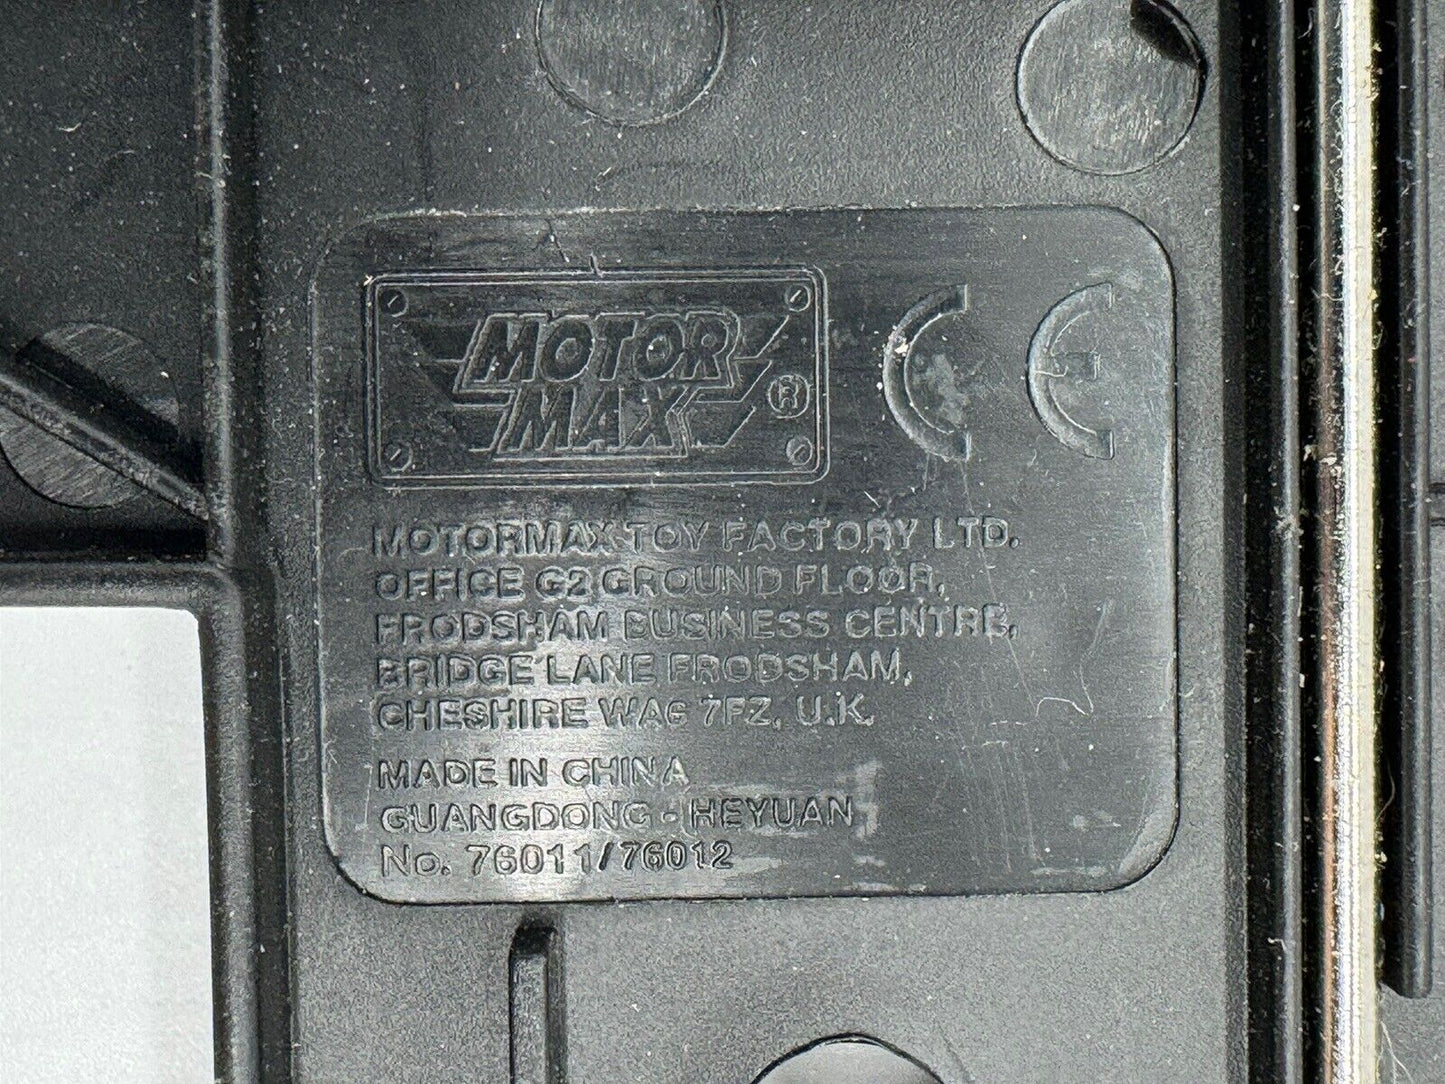 MOTOR
MAX
®
CE
MOTORMAX TOY FACTORY LTD.
OFFICE G2 GROUND FLOOR,
FRODSHAM BUSINESS CENTRE,
BRIDGE LANE FRODSHAM,
CHESHIRE WA6 7FZ, U.K.
MADE IN CHINA
GUANGDONG - HEYUAN
No. 76011/76012